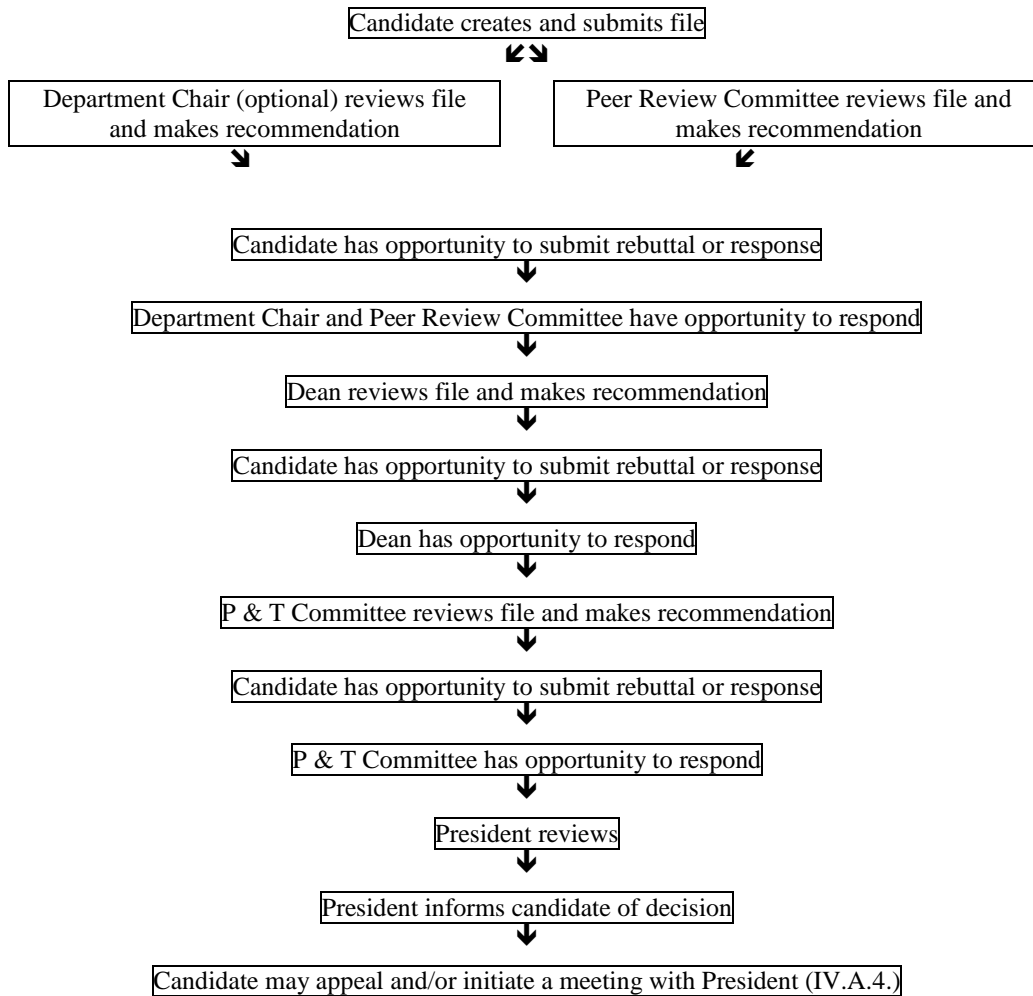 Candidate creates and submits file
Department Chair (optional) reviews file
and makes recommendation
Peer Review Committee reviews file and
makes recommendation
Candidate has opportunity to submit rebuttal or response
Department Chair and Peer Review Committee have opportunity to respond
Dean reviews file and makes recommendation
Candidate has opportunity to submit rebuttal or response
Dean has opportunity to respond
P & T Committee reviews file and makes recommendation
Candidate has opportunity to submit rebuttal or response
P & T Committee has opportunity to respond
President reviews
President informs candidate of decision
Candidate may appeal and/or initiate a meeting with President (IV.A.4.)